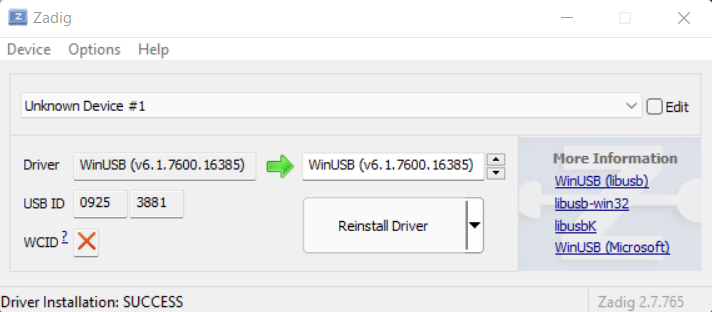 Zadig
Device Options Help
Unknown Device #1 Edit
Driver WinUSB (v6.1.7600.16385) WinUSB (v6.1.7600.16385)
USB ID 0925 3881
WCID ?
Reinstall Driver
More Information
WinUSB (libusb)
libusb-win32
libusbK
WinUSB (Microsoft)
Driver Installation: SUCCESS Zadig 2.7.765